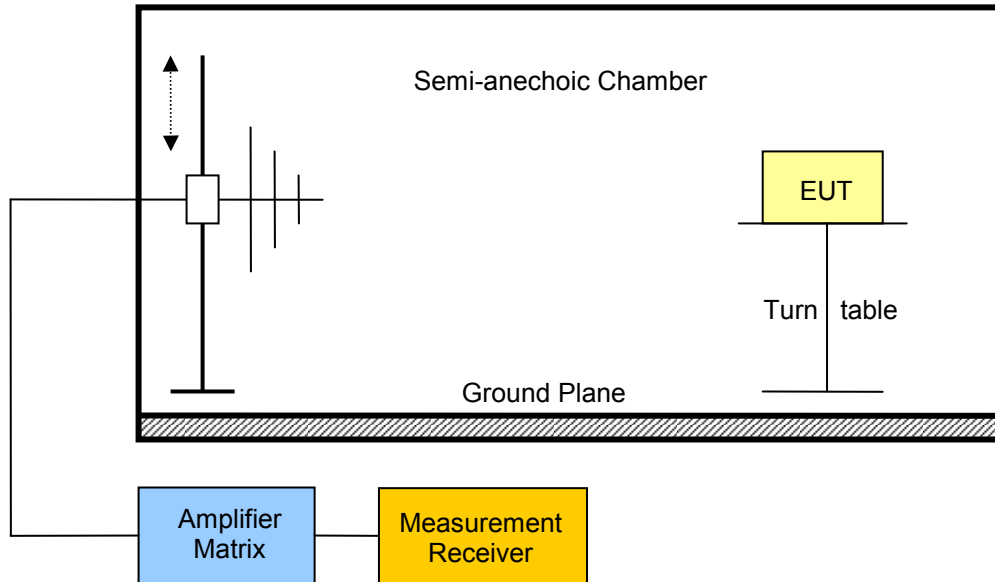 Semi-anechoic Chamber
EUT
Turn table
Ground Plane
Amplifier
Matrix
Measurement
Receiver